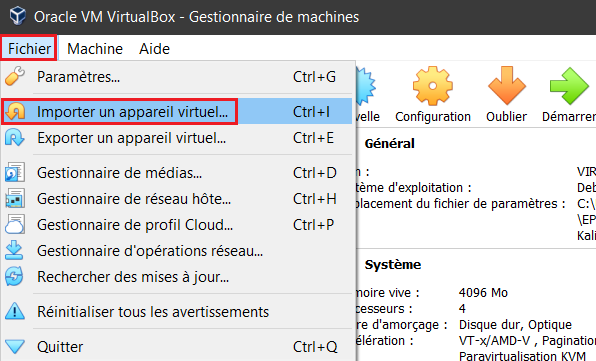 Oracle VM VirtualBox - Gestionnaire de machines
Fichier Machine Aide
Paramètres... Ctrl+G
Importer un appareil virtuel... Ctrl+I
Exporter un appareil virtuel... Ctrl+E
Gestionnaire de médias... Ctrl+D
Gestionnaire de réseau hôte... Ctrl+H
Gestionnaire de profil Cloud... Ctrl+P
Gestionnaire d'opérations réseau...
Rechercher des mises à jour...
Réinitialiser tous les avertissements
Quitter Ctrl+Q
velle Configuration Oublier Démarrer
Général
m : VIR
tème d'exploitation : Deb
placement du fichier de paramètres : C:\
\EP
Kali
Système
moire vive : 4096 Mo
cesseurs : 4
re d'amorçage : Disque dur, Optique
élération : VT-x/AMD-V , Pagination
Paravirtualisation KVM